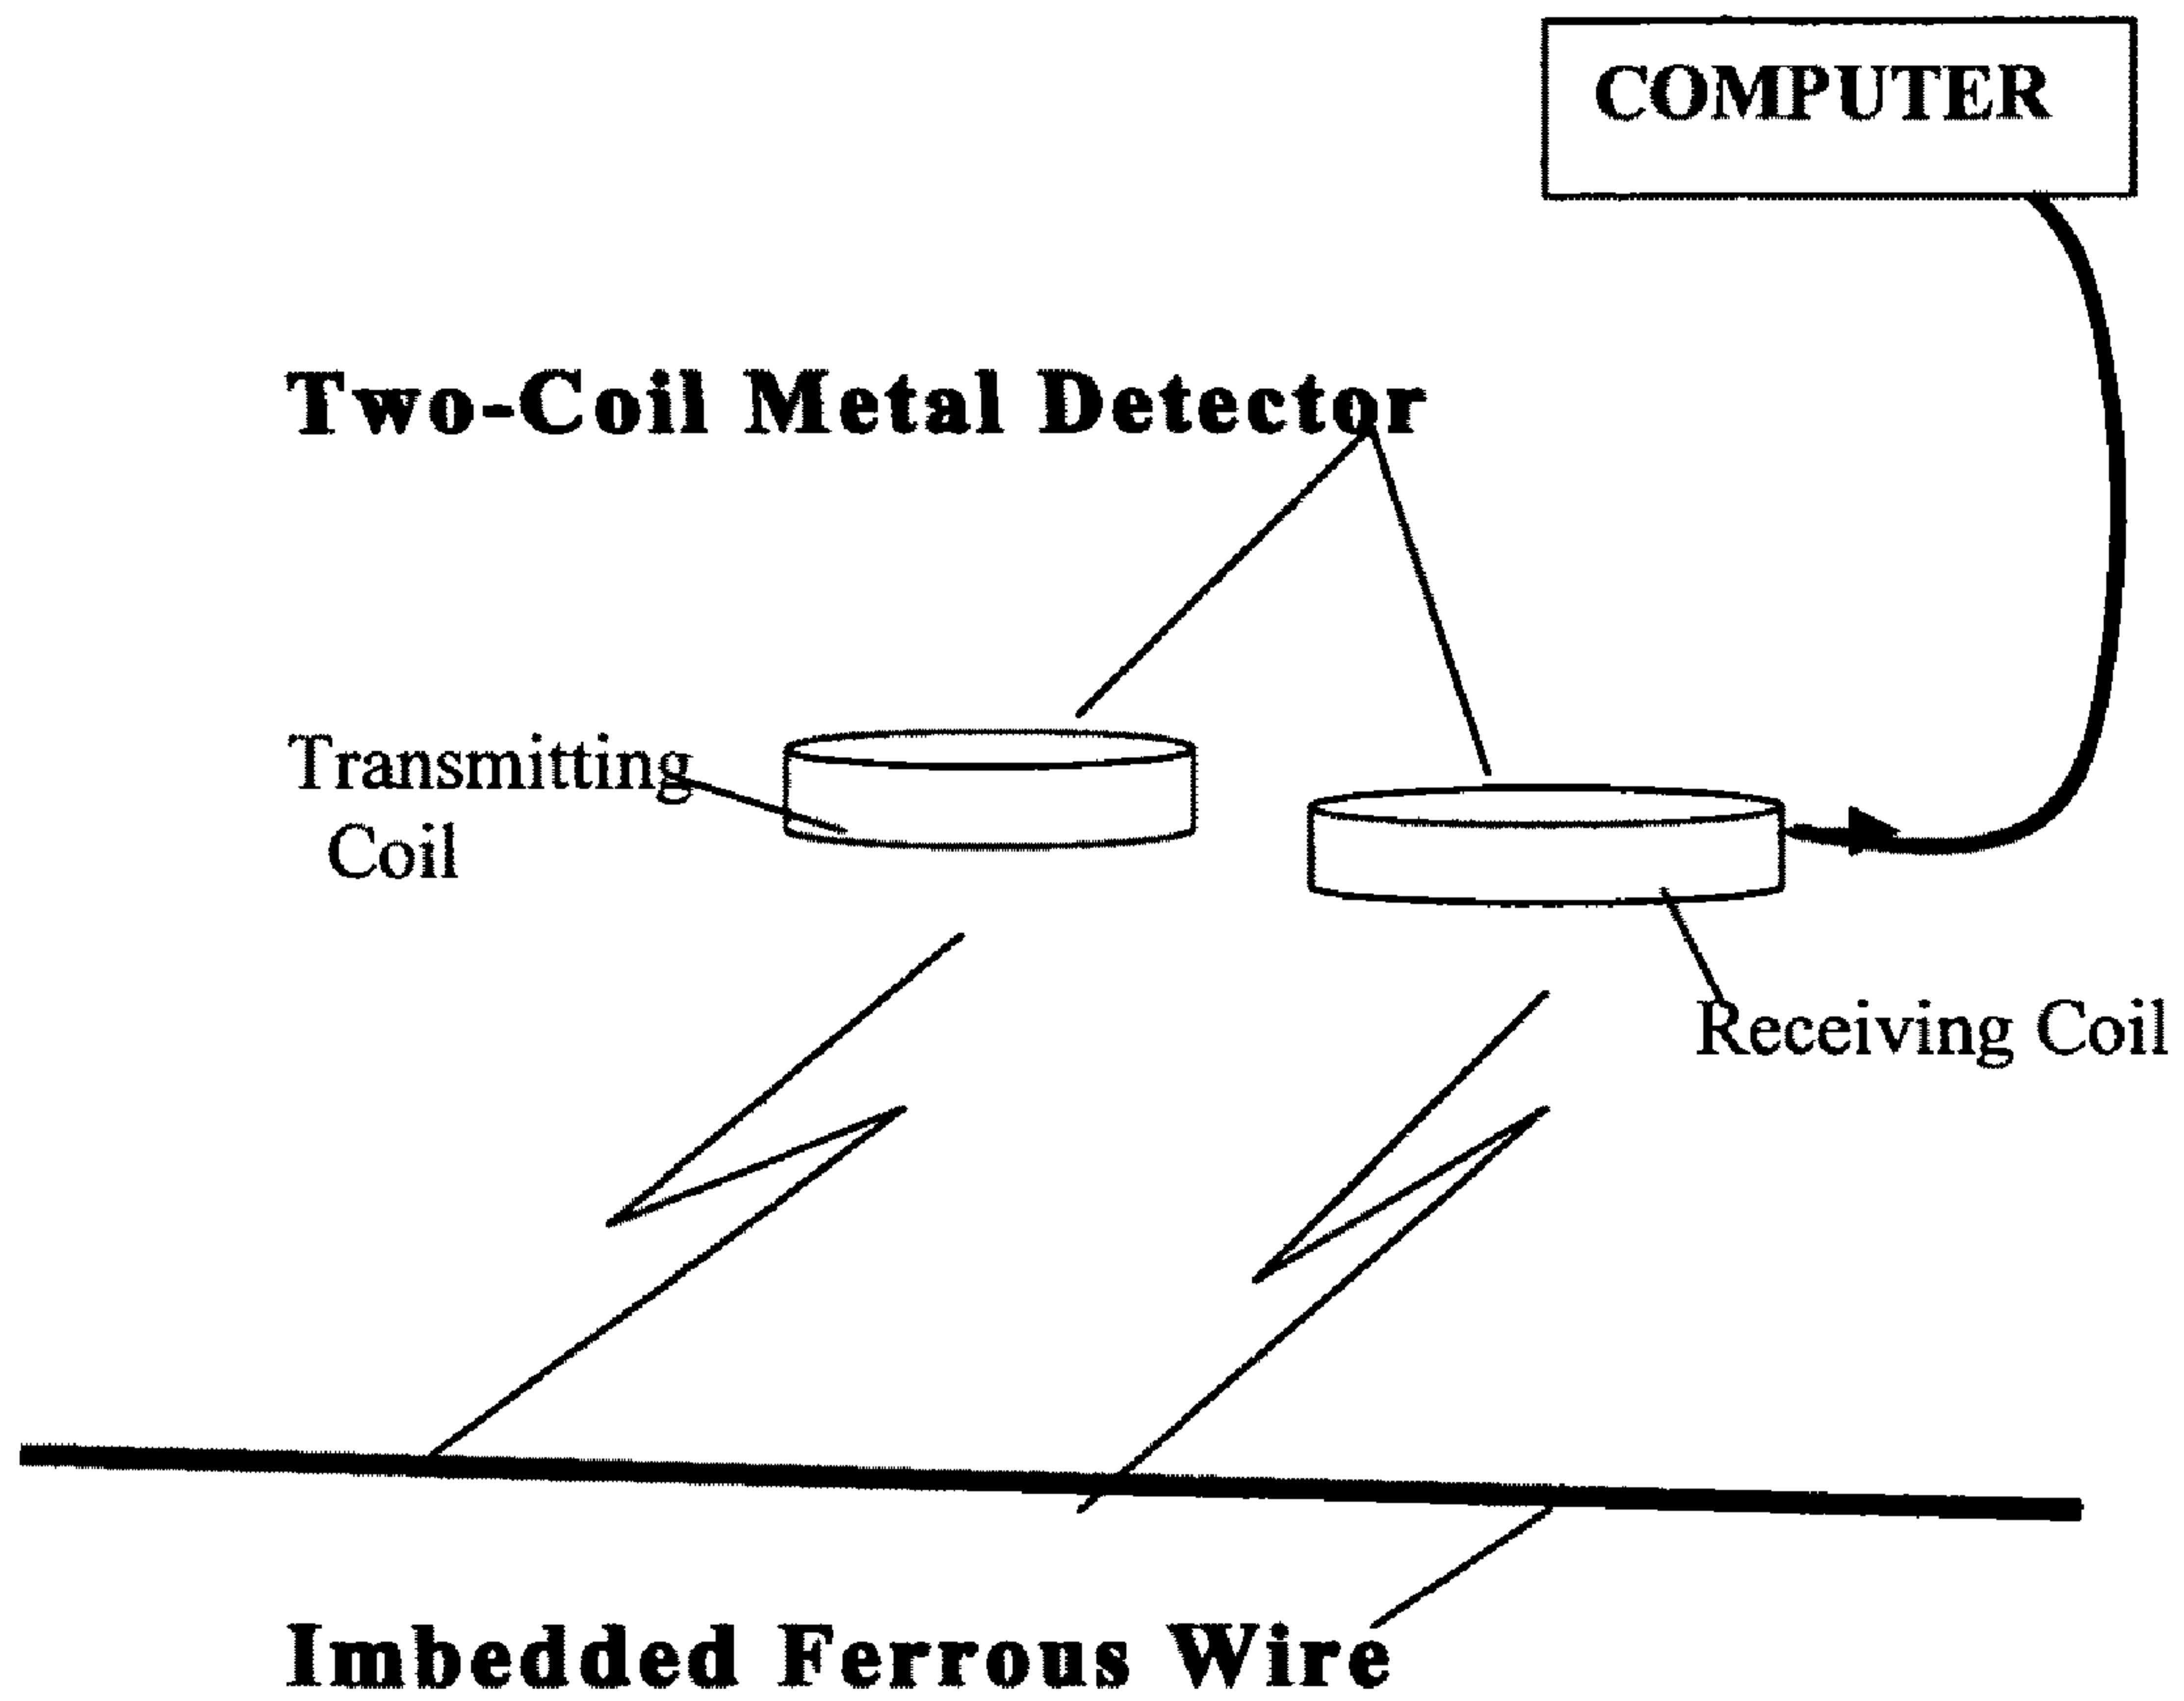 COMPUTER
Two-Coil Metal Detector
Transmitting
Coil
Receiving Coil
Imbedded Ferrous Wire